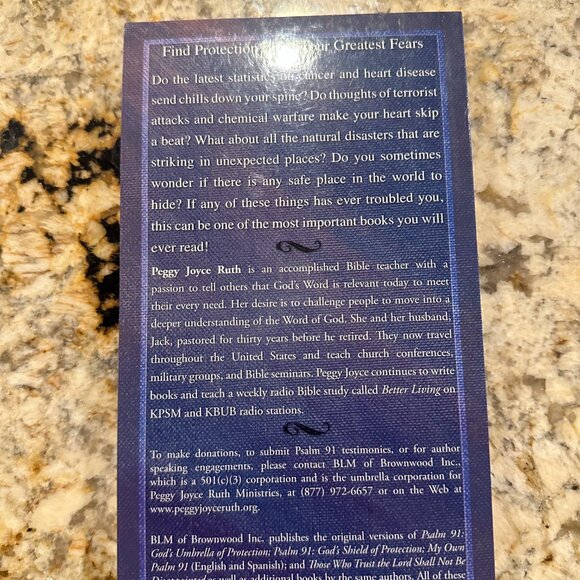 Find Protection Your Greatest Fears
Do the latest statistics on cancer and heart disease
send chills down your spine? Do thoughts of terrorist
attacks and chemical warfare make your heart skip
a beat? What about all the natural disasters that are
striking in unexpected places? Do you sometimes
wonder if there is any safe place in the world to
hide? If any of these things has ever troubled you,
this can be one of the most important books you will
ever read!
Peggy Joyce Ruth is an accomplished Bible teacher with a
passion to tell others that God's Word is relevant today to meet
their every need. Her desire is to challenge people to move into a
deeper understanding of the Word of God. She and her husband,
Jack, pastored for thirty years before he retired. They now travel
throughout the United States and teach church conferences,
military groups, and Bible seminars. Peggy Joyce continues to write
books and teach a weekly radio Bible study called Better Living on
KPSM and KBUB radio stations.
To make donations, to submit Psalm 91 testimonies, or for author
speaking engagements, please contact BLM of Brownwood Inc.,
which is a 501(c)(3) corporation and is the umbrella corporation for
Peggy Joyce Ruth Ministries, at (877) 972-6657 or on the Web at
www.peggyjoyceruth.org.
BLM of Brownwood Inc. publishes the original versions of Psalm 91:
God's Umbrella of Protection; Psalm 91: God's Shield of Protection; My Own
Psalm 91 (English and Spanish); and Those Who Trust the Lord Shall Not Be
Disappointed as well as additional books by the same authors. All of these